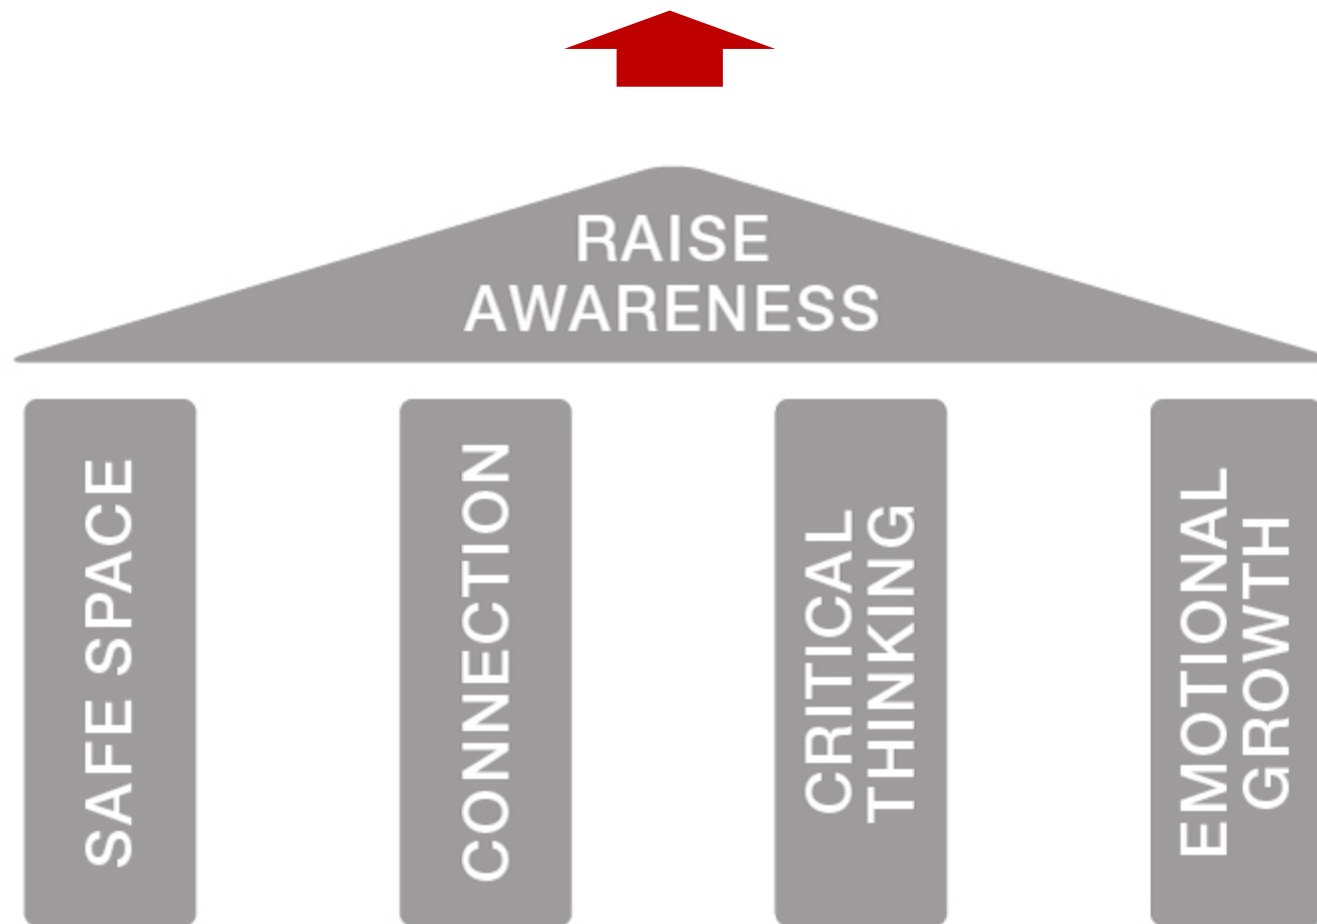 RAISE
AWARENESS
SAFE SPACE
CONNECTION
CRITICAL
THINKING
EMOTIONAL
GROWTH